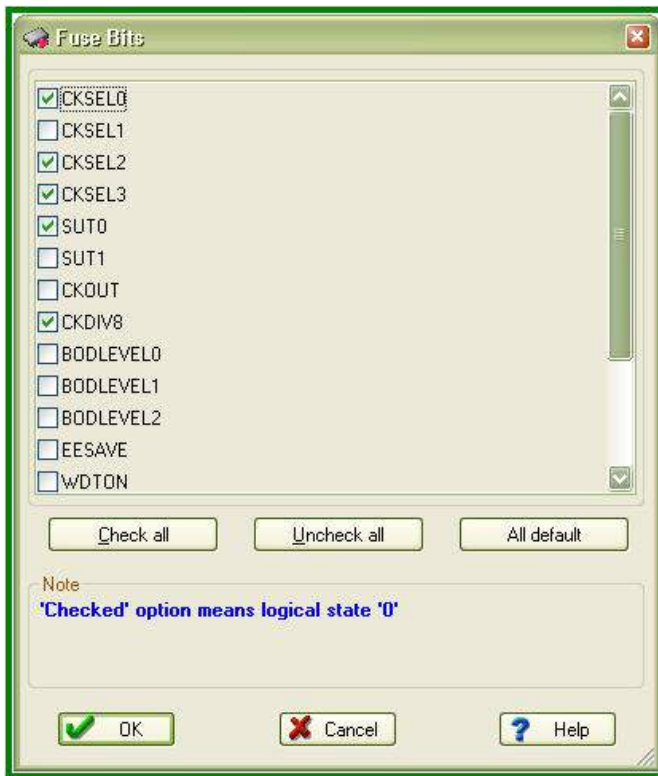 Fuse Bits
CKSEL0
CKSEL1
CKSEL2
CKSEL3
SUT0
SUT1
CKOUT
CKDIV8
BODLEVEL0
BODLEVEL1
BODLEVEL2
EESAVE
WDTON
Check all Uncheck all All default
Note
'Checked' option means logical state '0'
OK Cancel ? Help